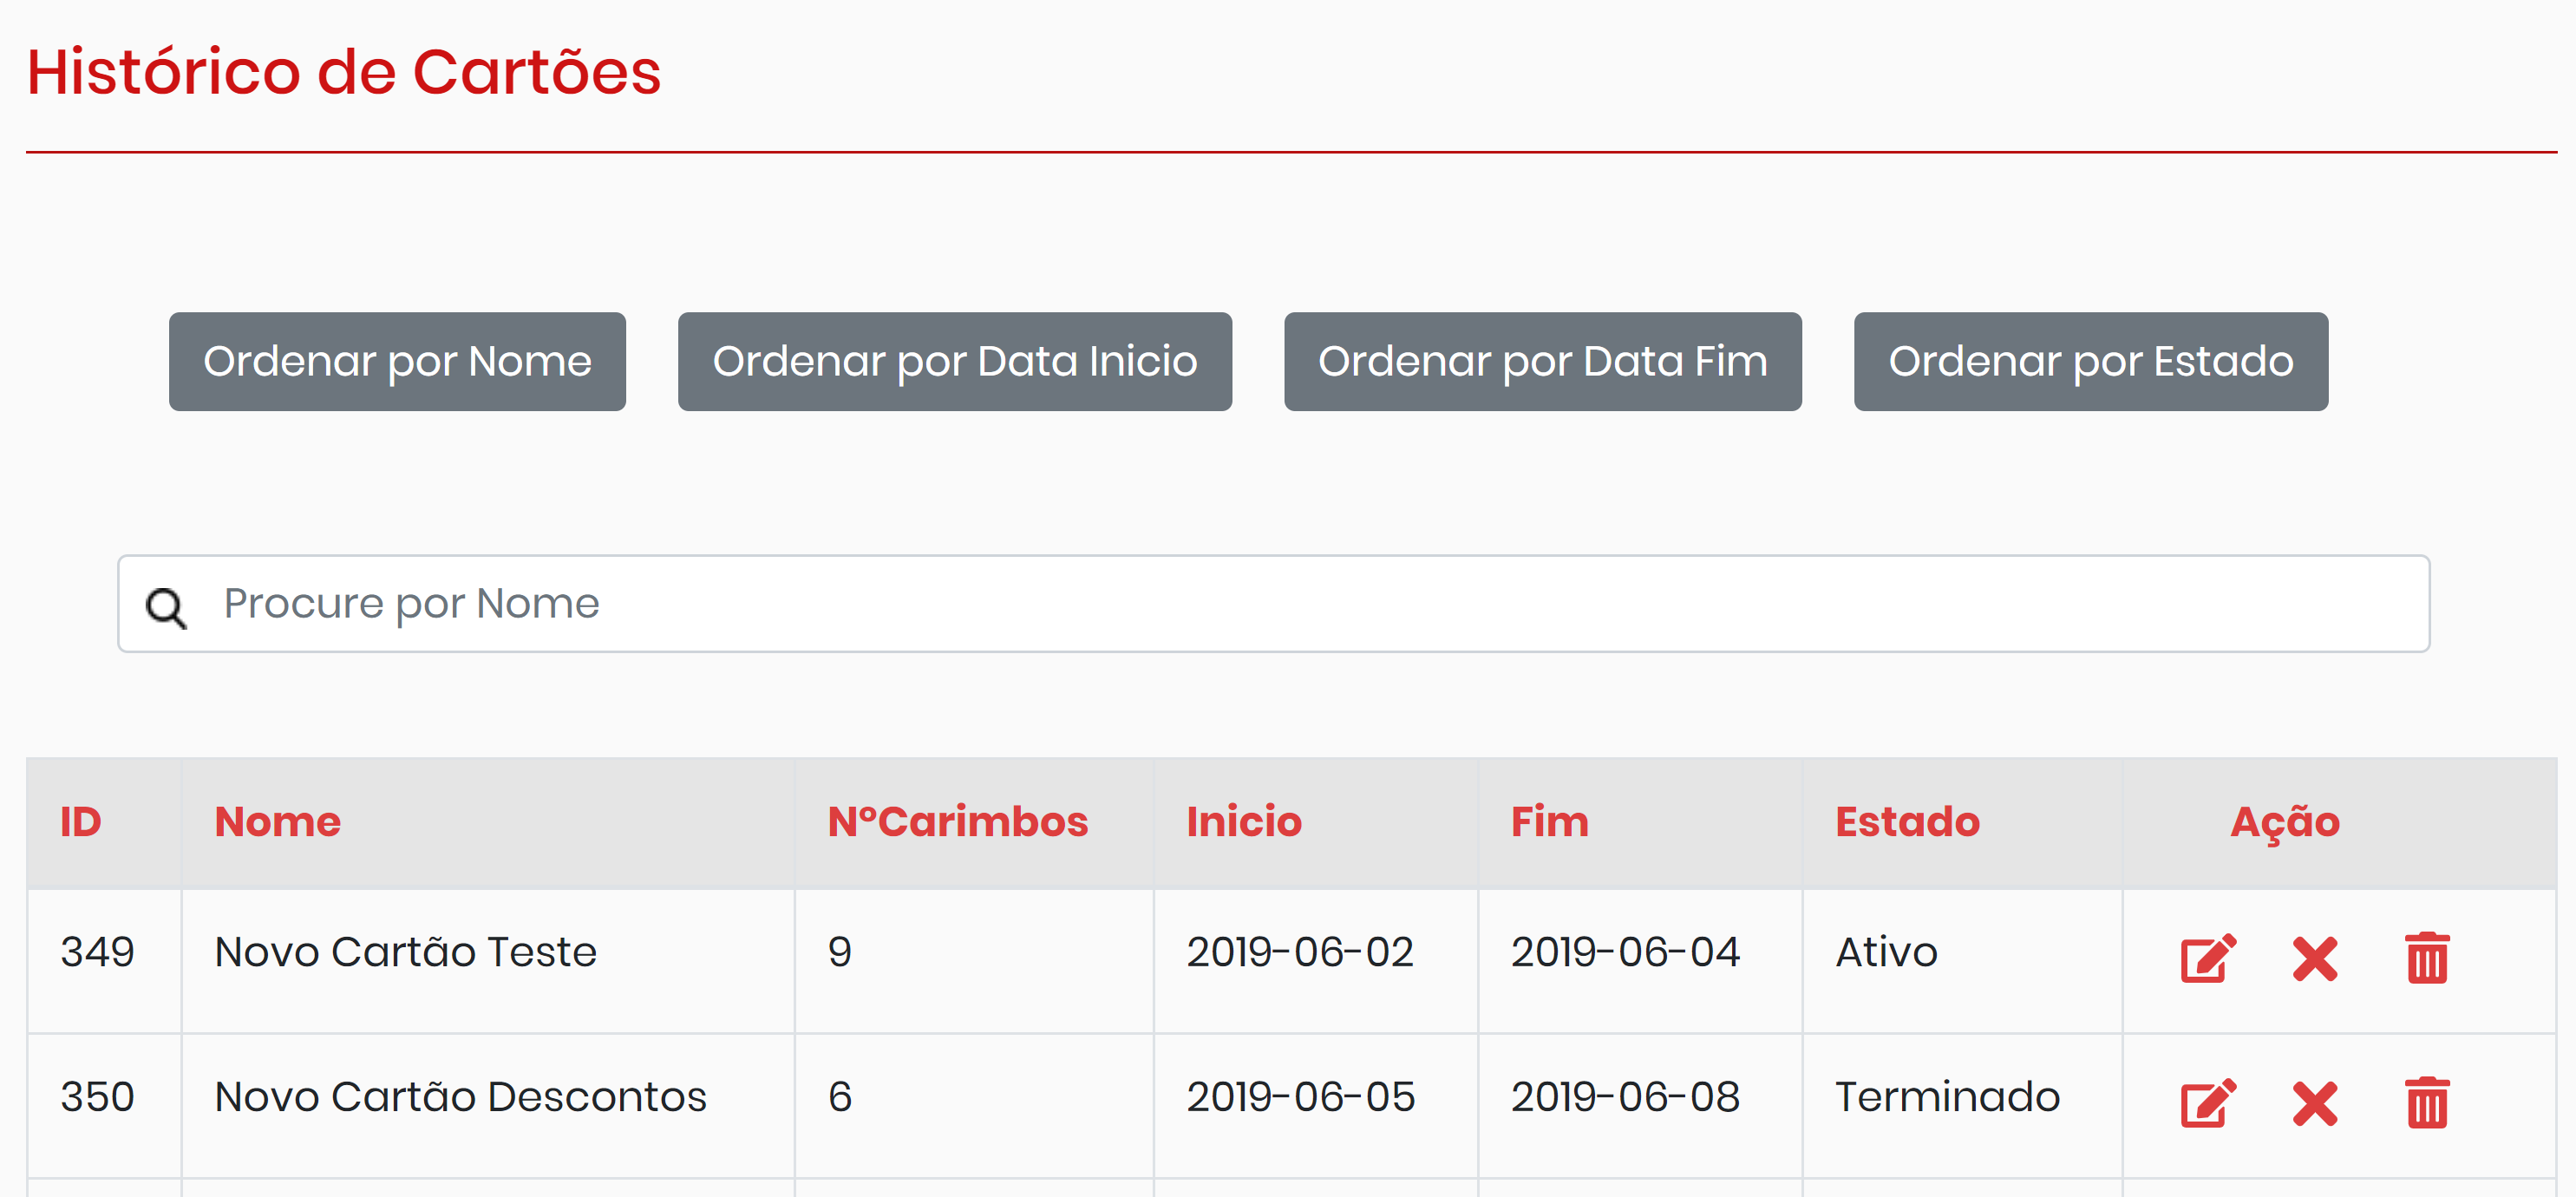 Histórico de Cartões
Ordenar por Nome Ordenar por Data Inicio Ordenar por Data Fim Ordenar por Estado
Procure por Nome
ID Nome NºCarimbos Inicio Fim Estado Ação
349 Novo Cartão Teste 9 2019-06-02 2019-06-04 Ativo
350 Novo Cartão Descontos 6 2019-06-05 2019-06-08 Terminado